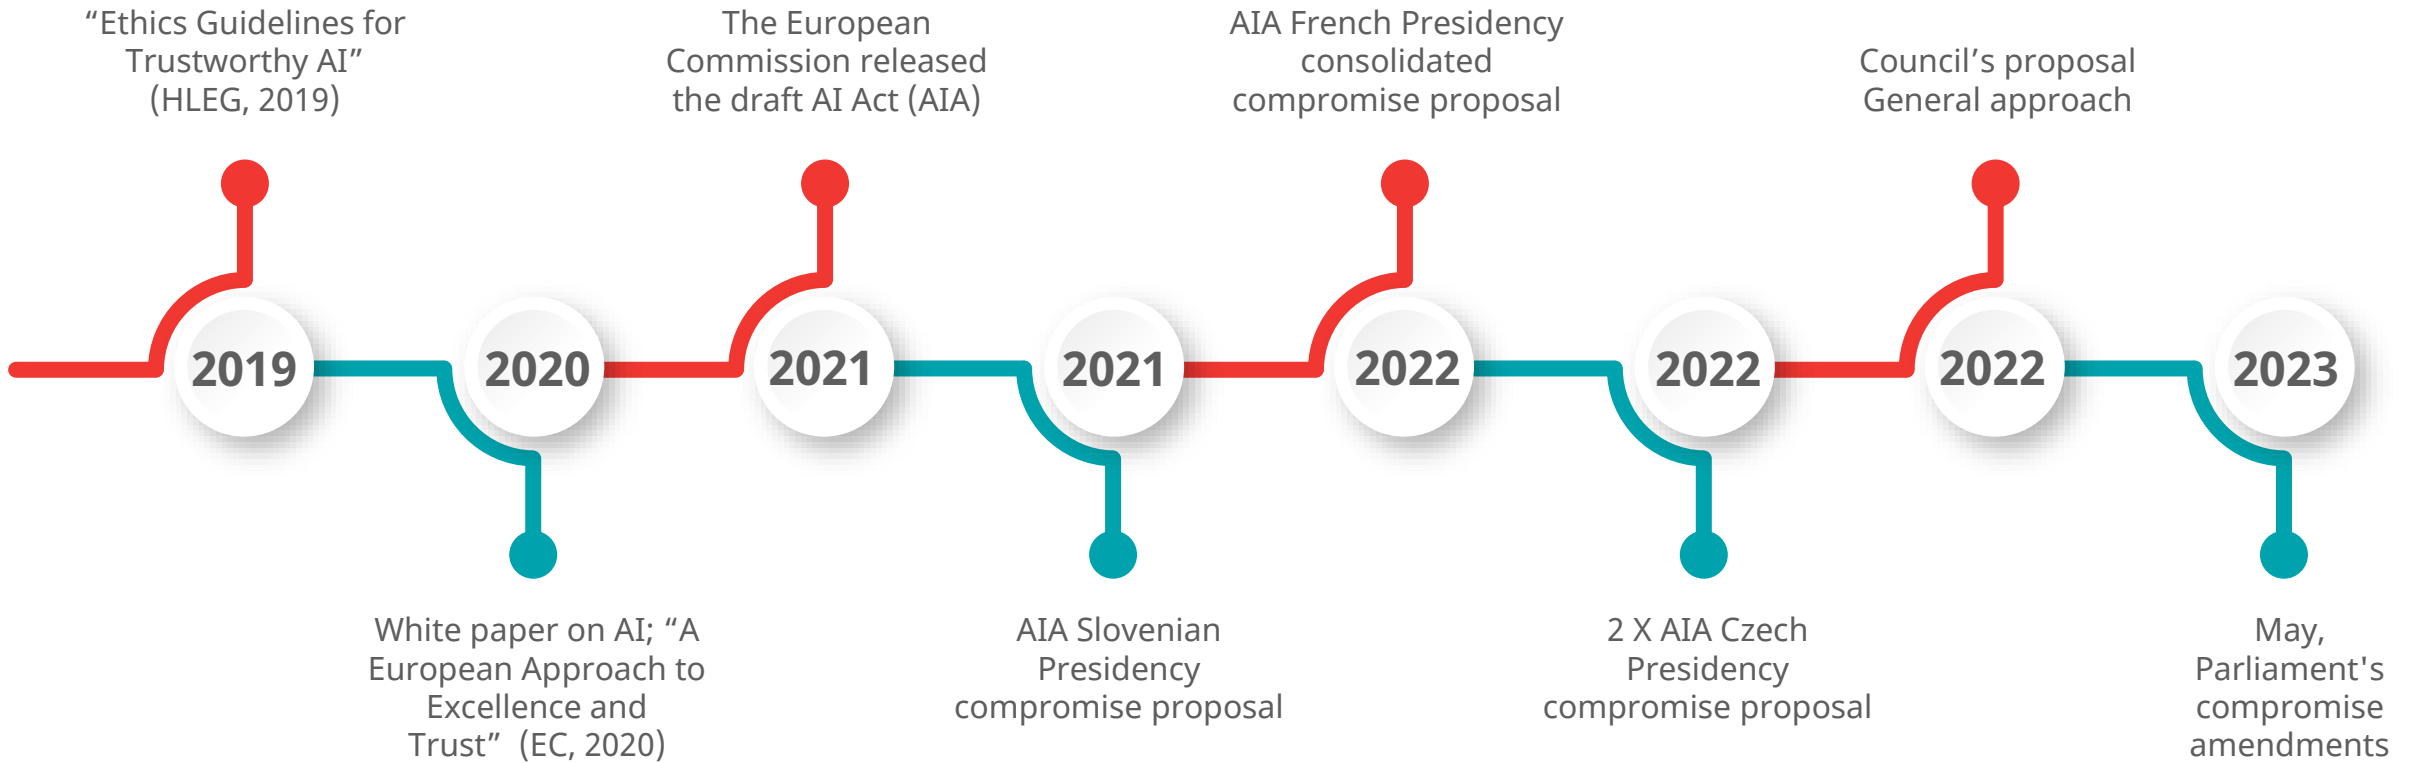 “Ethics Guidelines for
Trustworthy AI”
(HLEG, 2019)
The European
Commission released
the draft AI Act (AIA)
AIA French Presidency
consolidated
compromise proposal
Council’s proposal
General approach
2019
2020
2021
2021
2022
2022
2022
2023
White paper on AI; “A
European Approach to
Excellence and
Trust”  (EC, 2020)
AIA Slovenian
Presidency
compromise proposal
2 X AIA Czech
Presidency
compromise proposal
May,
Parliament's
compromise
amendments